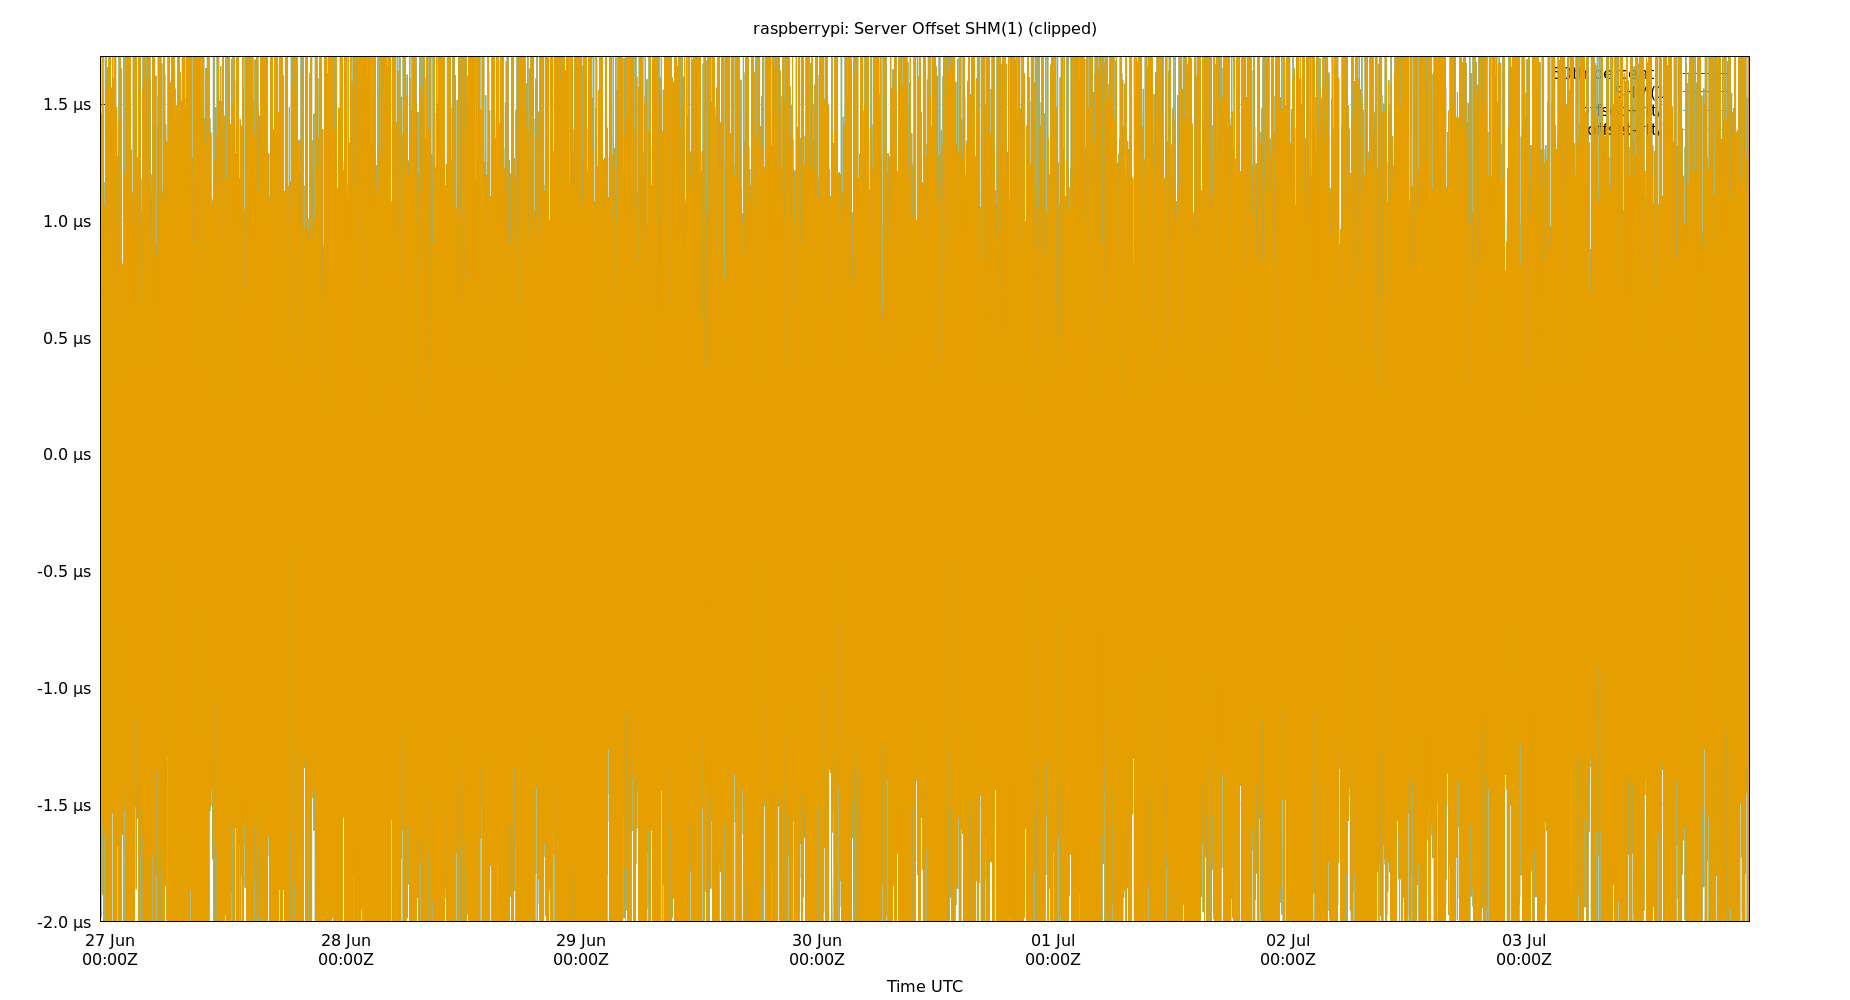 raspberrypi: Server Offset SHM(1) (clipped)
1.5 µs
1.0 µs
0.5 µs
0.0 µs
-0.5 µs
-1.0 µs
-1.5 µs
-2.0 µs
27 Jun 28 Jun 29 Jun 30 Jun 01 Jul 02 Jul 03 Jul
00:00Z 00:00Z 00:00Z 00:00Z 00:00Z 00:00Z 00:00Z
Time UTC